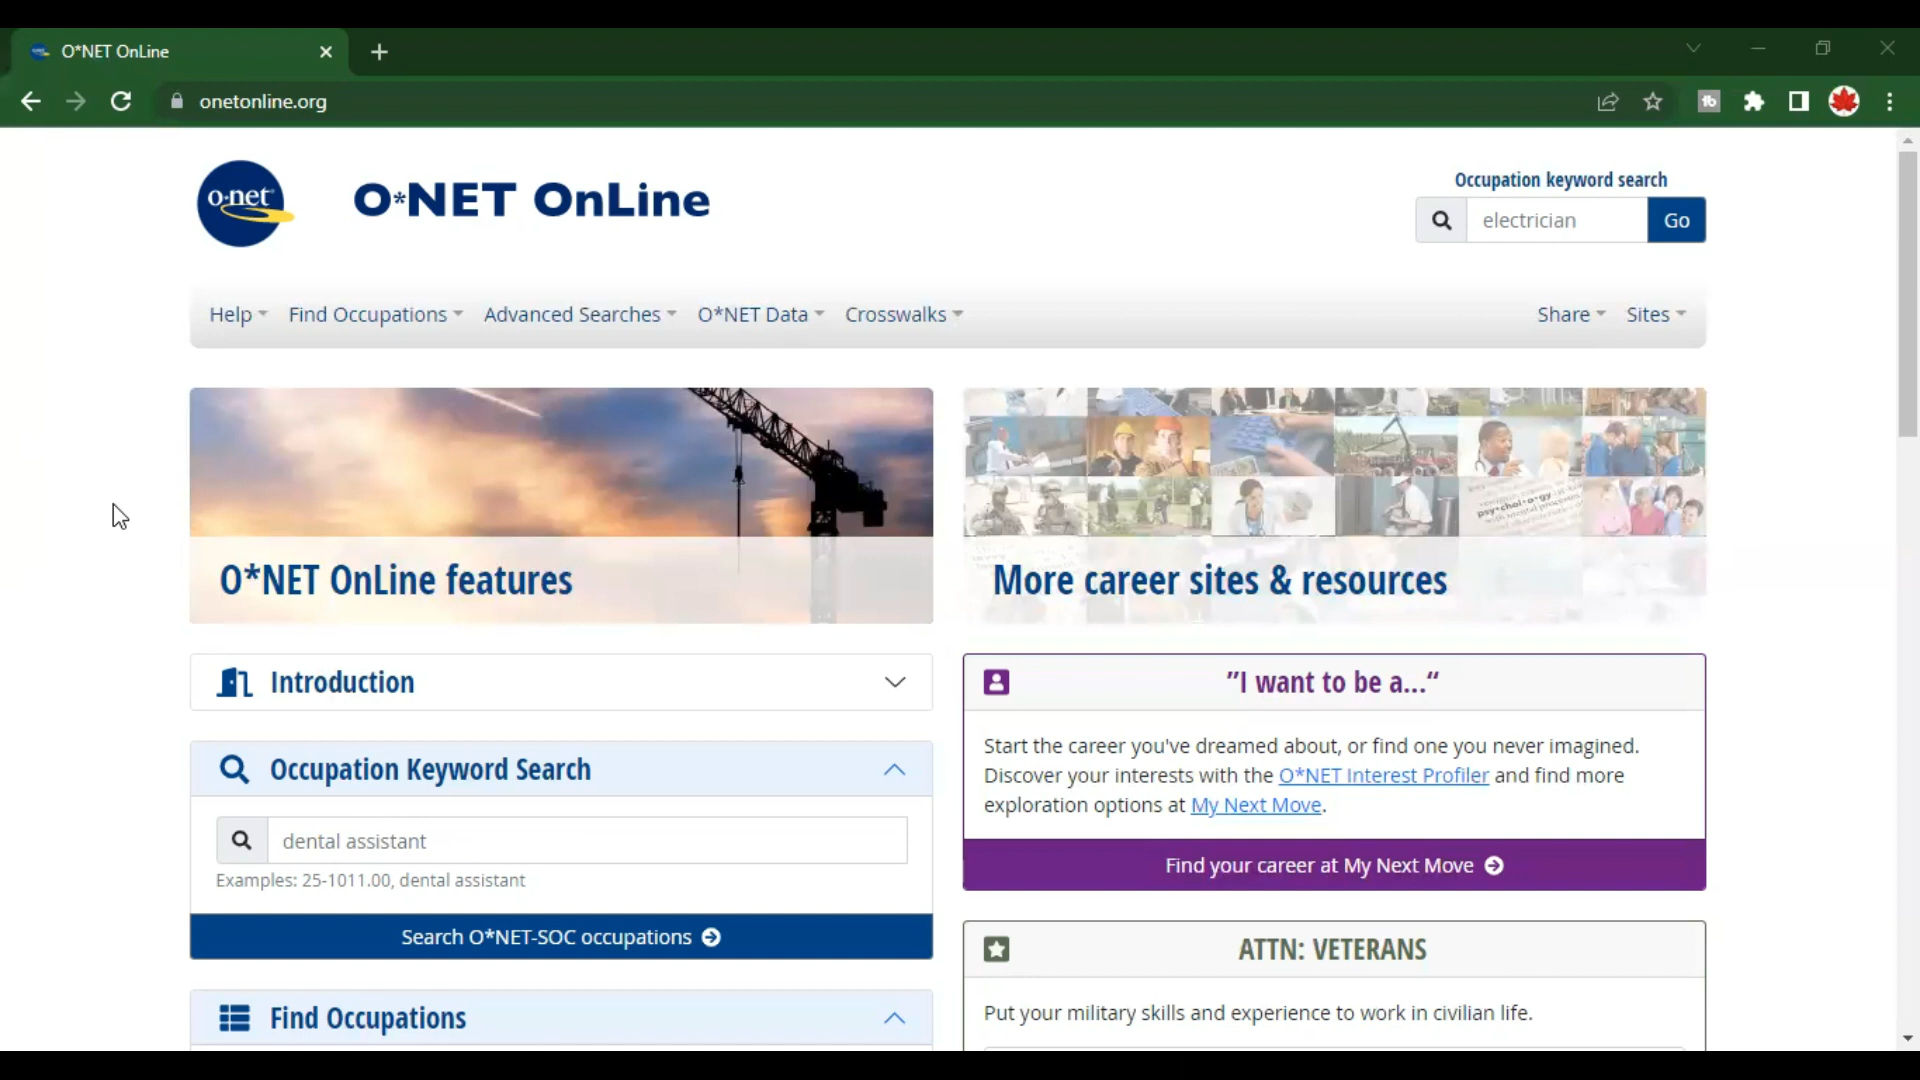 O*NET OnLine
onetonline.org
o·net
O*NET OnLine
Occupation keyword search
electrician
Go
Help
Find Occupations
Advanced Searches
O*NET Data
Crosswalks
Share
Sites
psy·chol·o·gy
O*NET OnLine features
More career sites & resources
Introduction
Occupation Keyword Search
dental assistant
Examples: 25-1011.00, dental assistant
Search O*NET-SOC occupations
Find Occupations
”I want to be a...“
Start the career you've dreamed about, or find one you never imagined.
Discover your interests with the O*NET Interest Profiler and find more
exploration options at My Next Move.
Find your career at My Next Move
ATTN: VETERANS
Put your military skills and experience to work in civilian life.